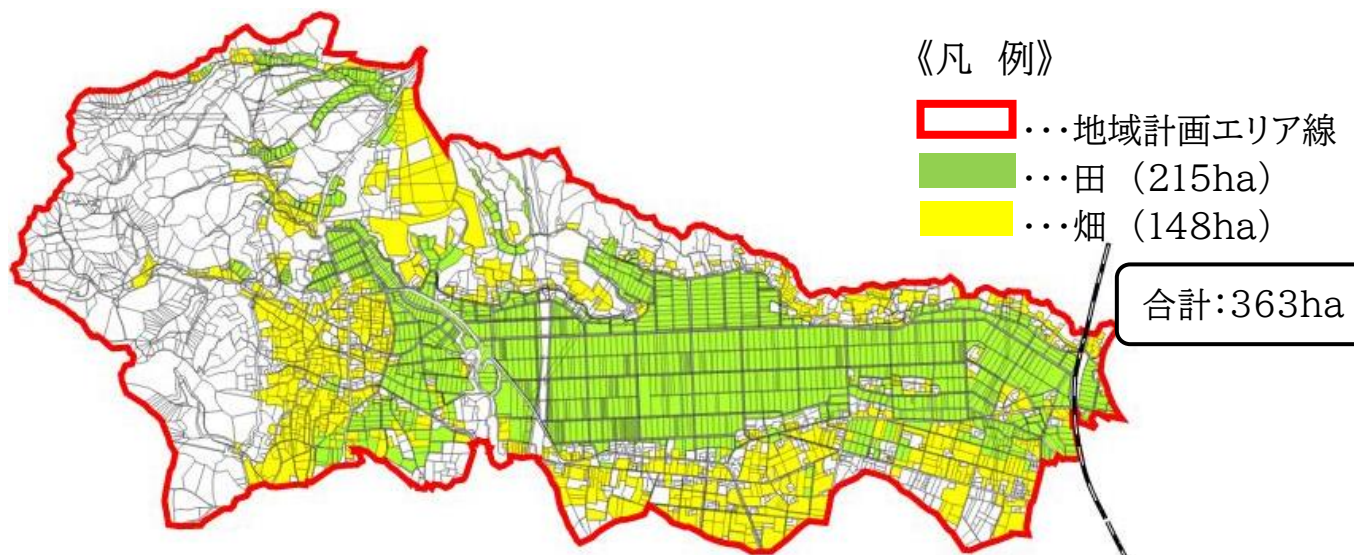 《凡 例》
・・・地域計画エリア線
・・・田 (215ha)
・・・畑 (148ha)
合計:363ha